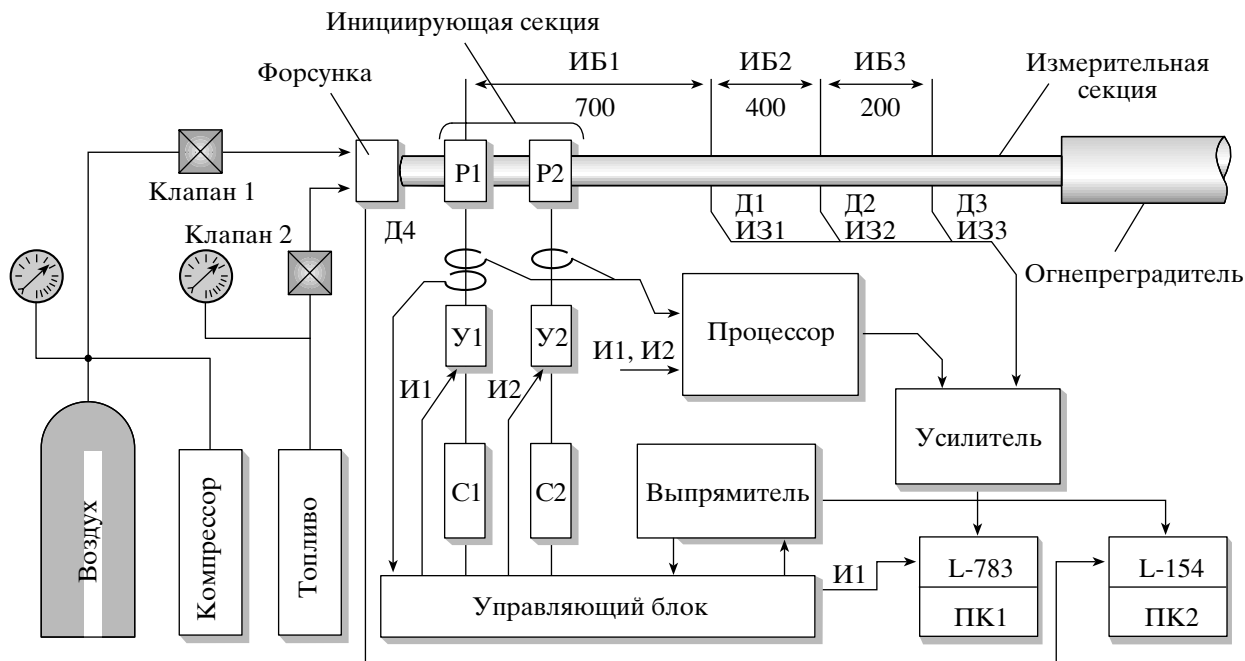 Инициирующая секция
Форсунка
ИБ1
ИБ2
ИБ3
Измерительная
секция
700
400
200
Клапан 1
Р1
Р2
Д1
ИЗ1
Д2
ИЗ2
Д3
ИЗ3
Д4
Клапан 2
Огнепреградитель
У1
У2
Процессор
И1, И2
И1
И2
Усилитель
С1
С2
Выпрямитель
Воздух
Компрессор
Топливо
Управляющий блок
И1
L-783
ПК1
L-154
ПК2